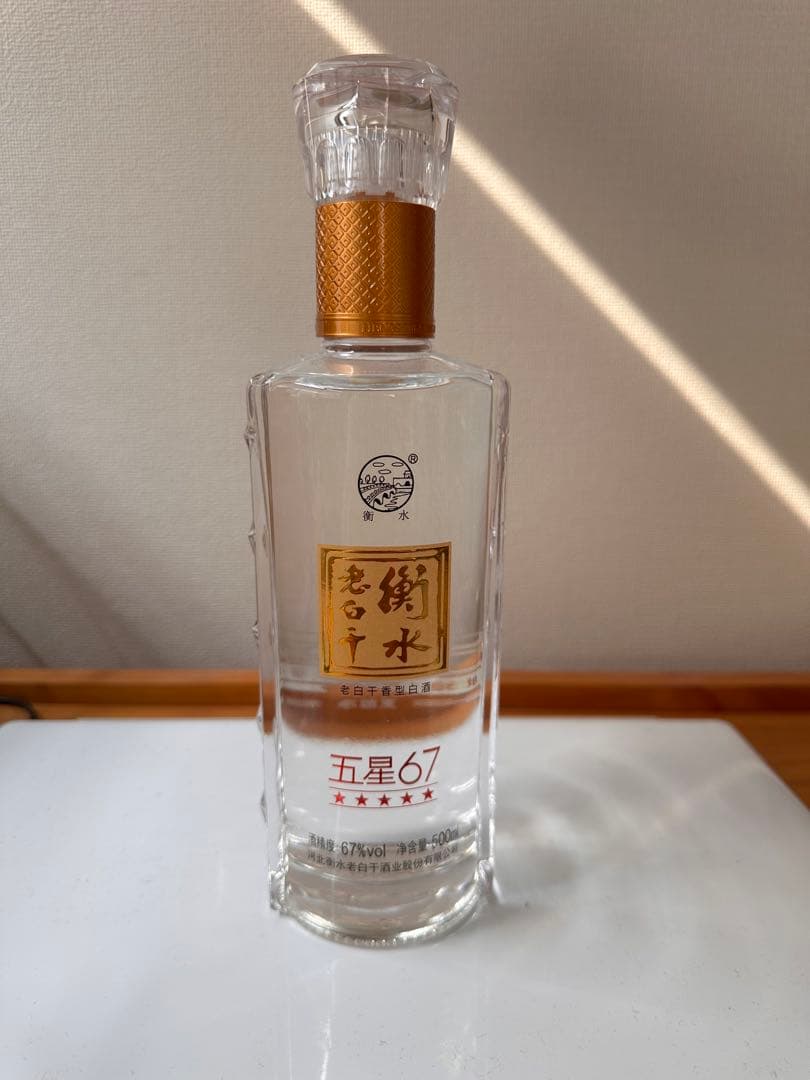 ®
衡 水
衡水
老白干
老白干香型白酒
五星67
★★★★★
酒精度:67%vol 净含量:500ml
河北衡水老白干酒业股份有限公司